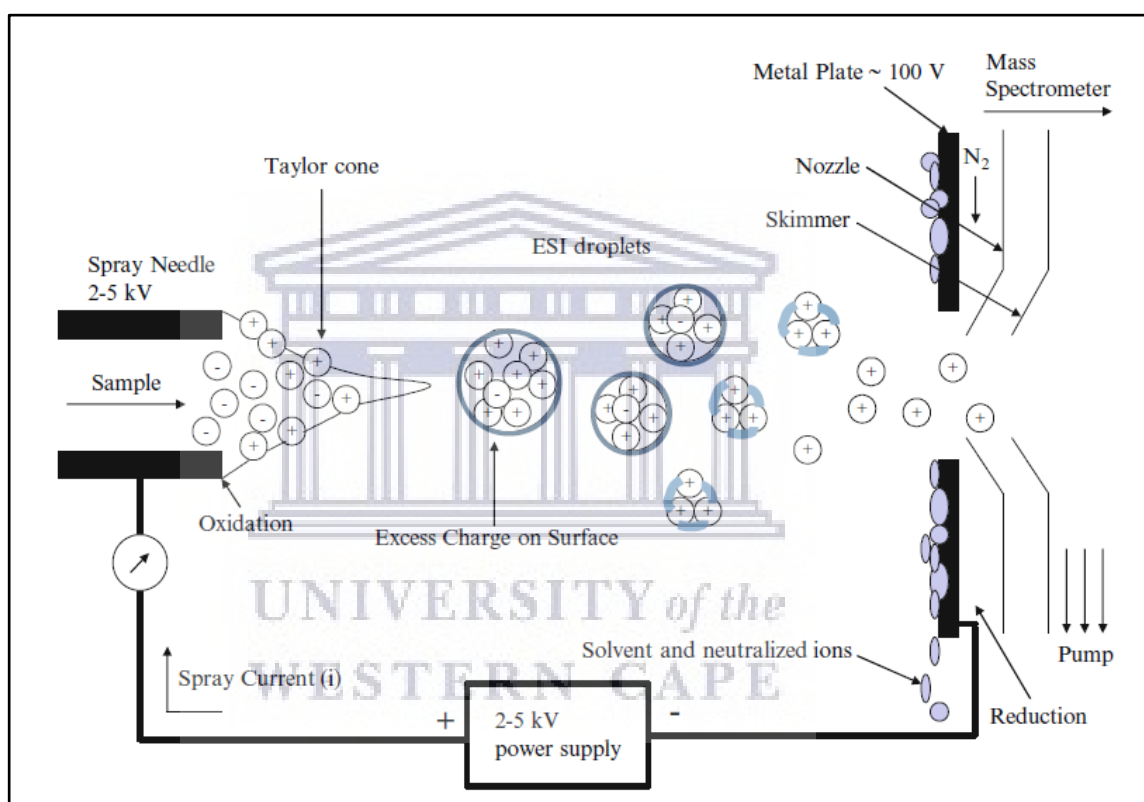 Metal Plate ~ 100 V
Mass
Spectrometer
Taylor cone
N₂
Nozzle
Skimmer
ESI droplets
Spray Needle
2-5 kV
+ + + + + + + +
- - - - - - -
Sample
Oxidation
Excess Charge on Surface
UNIVERSITY of the
WESTERN CAPE
Solvent and neutralized ions
Pump
Spray Current (i)
Reduction
+
2-5 kV
power supply
-